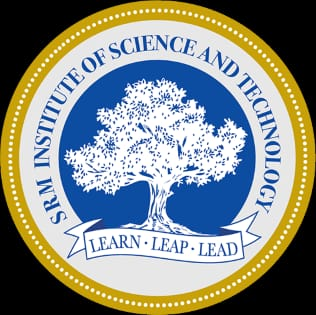 SRM INSTITUTE OF SCIENCE AND TECHNOLOGY
LEARN · LEAP · LEAD